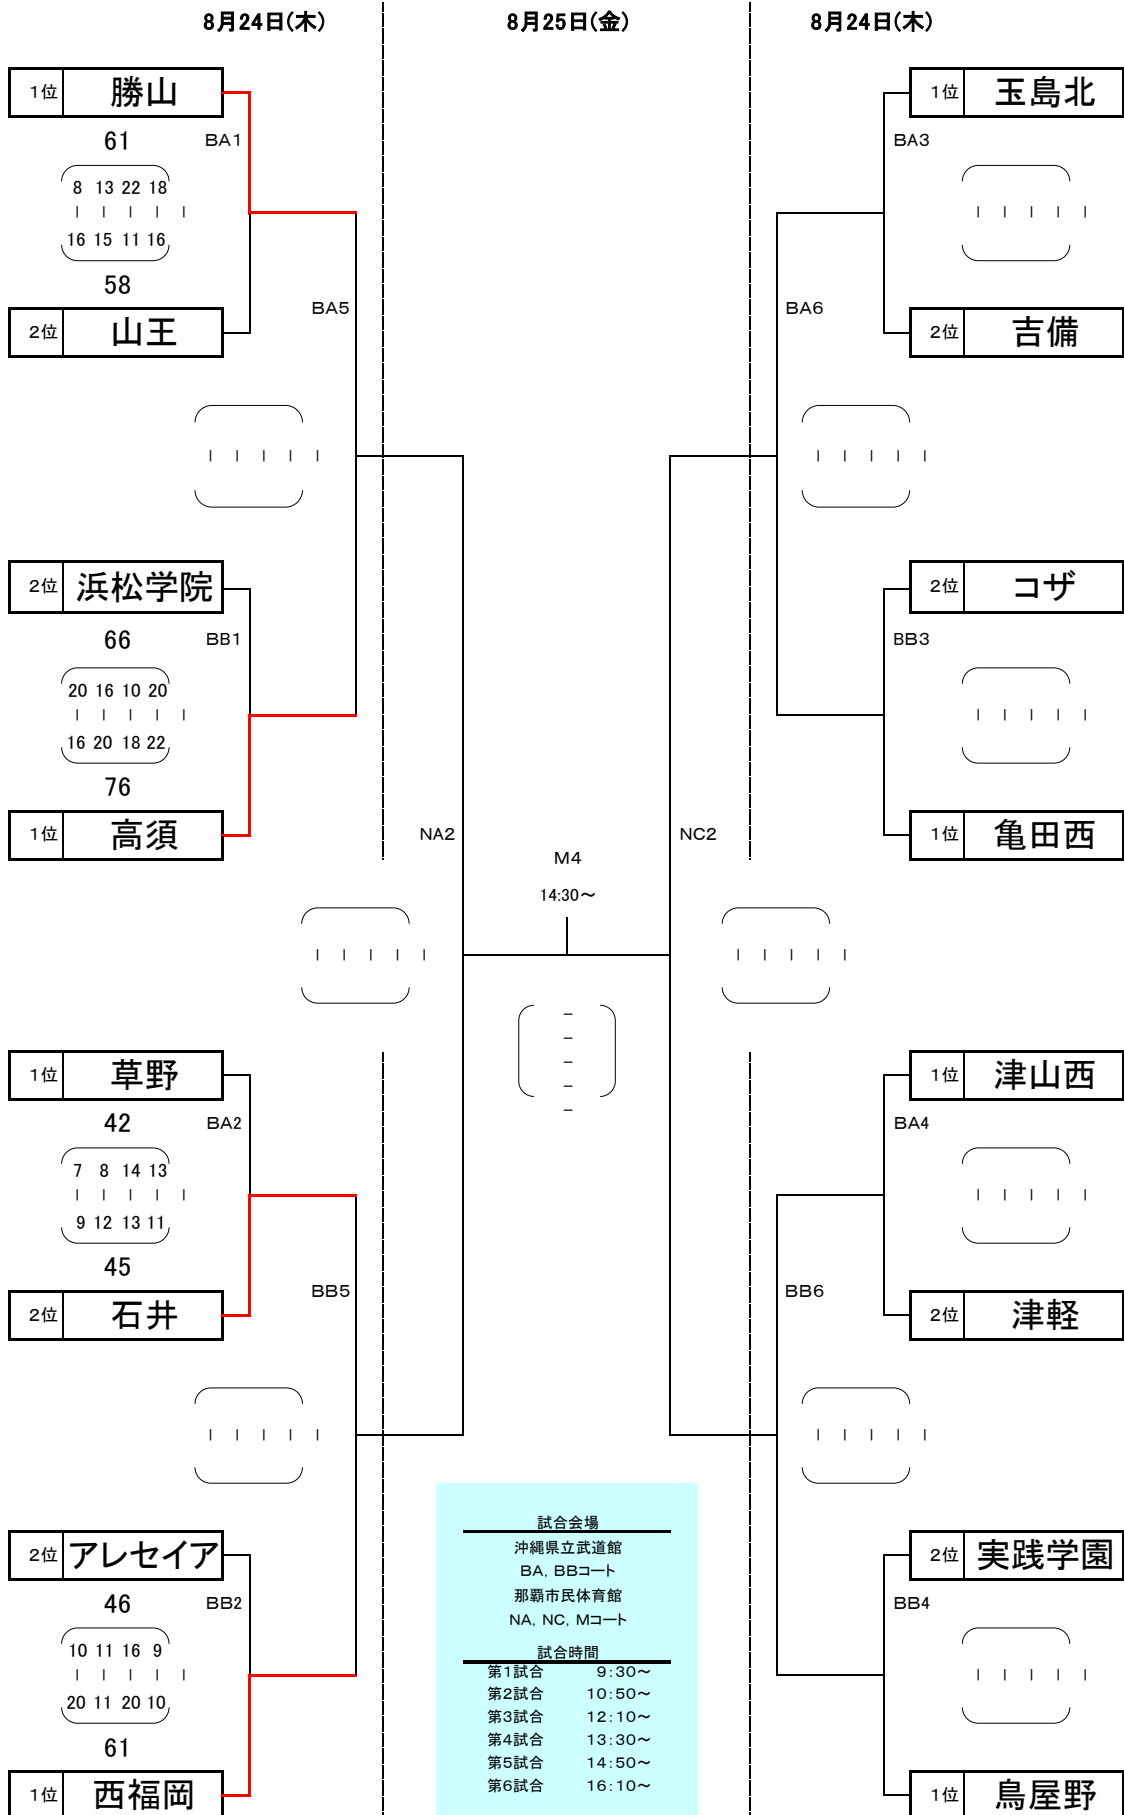 8月24日(木) 8月25日(金) 8月24日(木)
1位 勝山
61
BA1
8 13 22 18
16 15 11 16
58
2位 山王
BA5
2位 浜松学院
66
BB1
20 16 10 20
16 20 18 22
76
1位 高須
NA2
1位 草野
42
BA2
7 8 14 13
9 12 13 11
45
2位 石井
BB5
2位 アレセイア
46
BB2
10 11 16 9
20 11 20 10
61
1位 西福岡
M4
14:30～
1位 玉島北
BA3
2位 吉備
BA6
2位 コザ
BB3
1位 亀田西
NC2
1位 津山西
BA4
2位 津軽
BB6
2位 実践学園
BB4
1位 鳥屋野
試合会場
沖縄県立武道館
BA, BBコート
那覇市民体育館
NA, NC, Mコート
試合時間
第1試合 9:30～
第2試合 10:50～
第3試合 12:10～
第4試合 13:30～
第5試合 14:50～
第6試合 16:10～